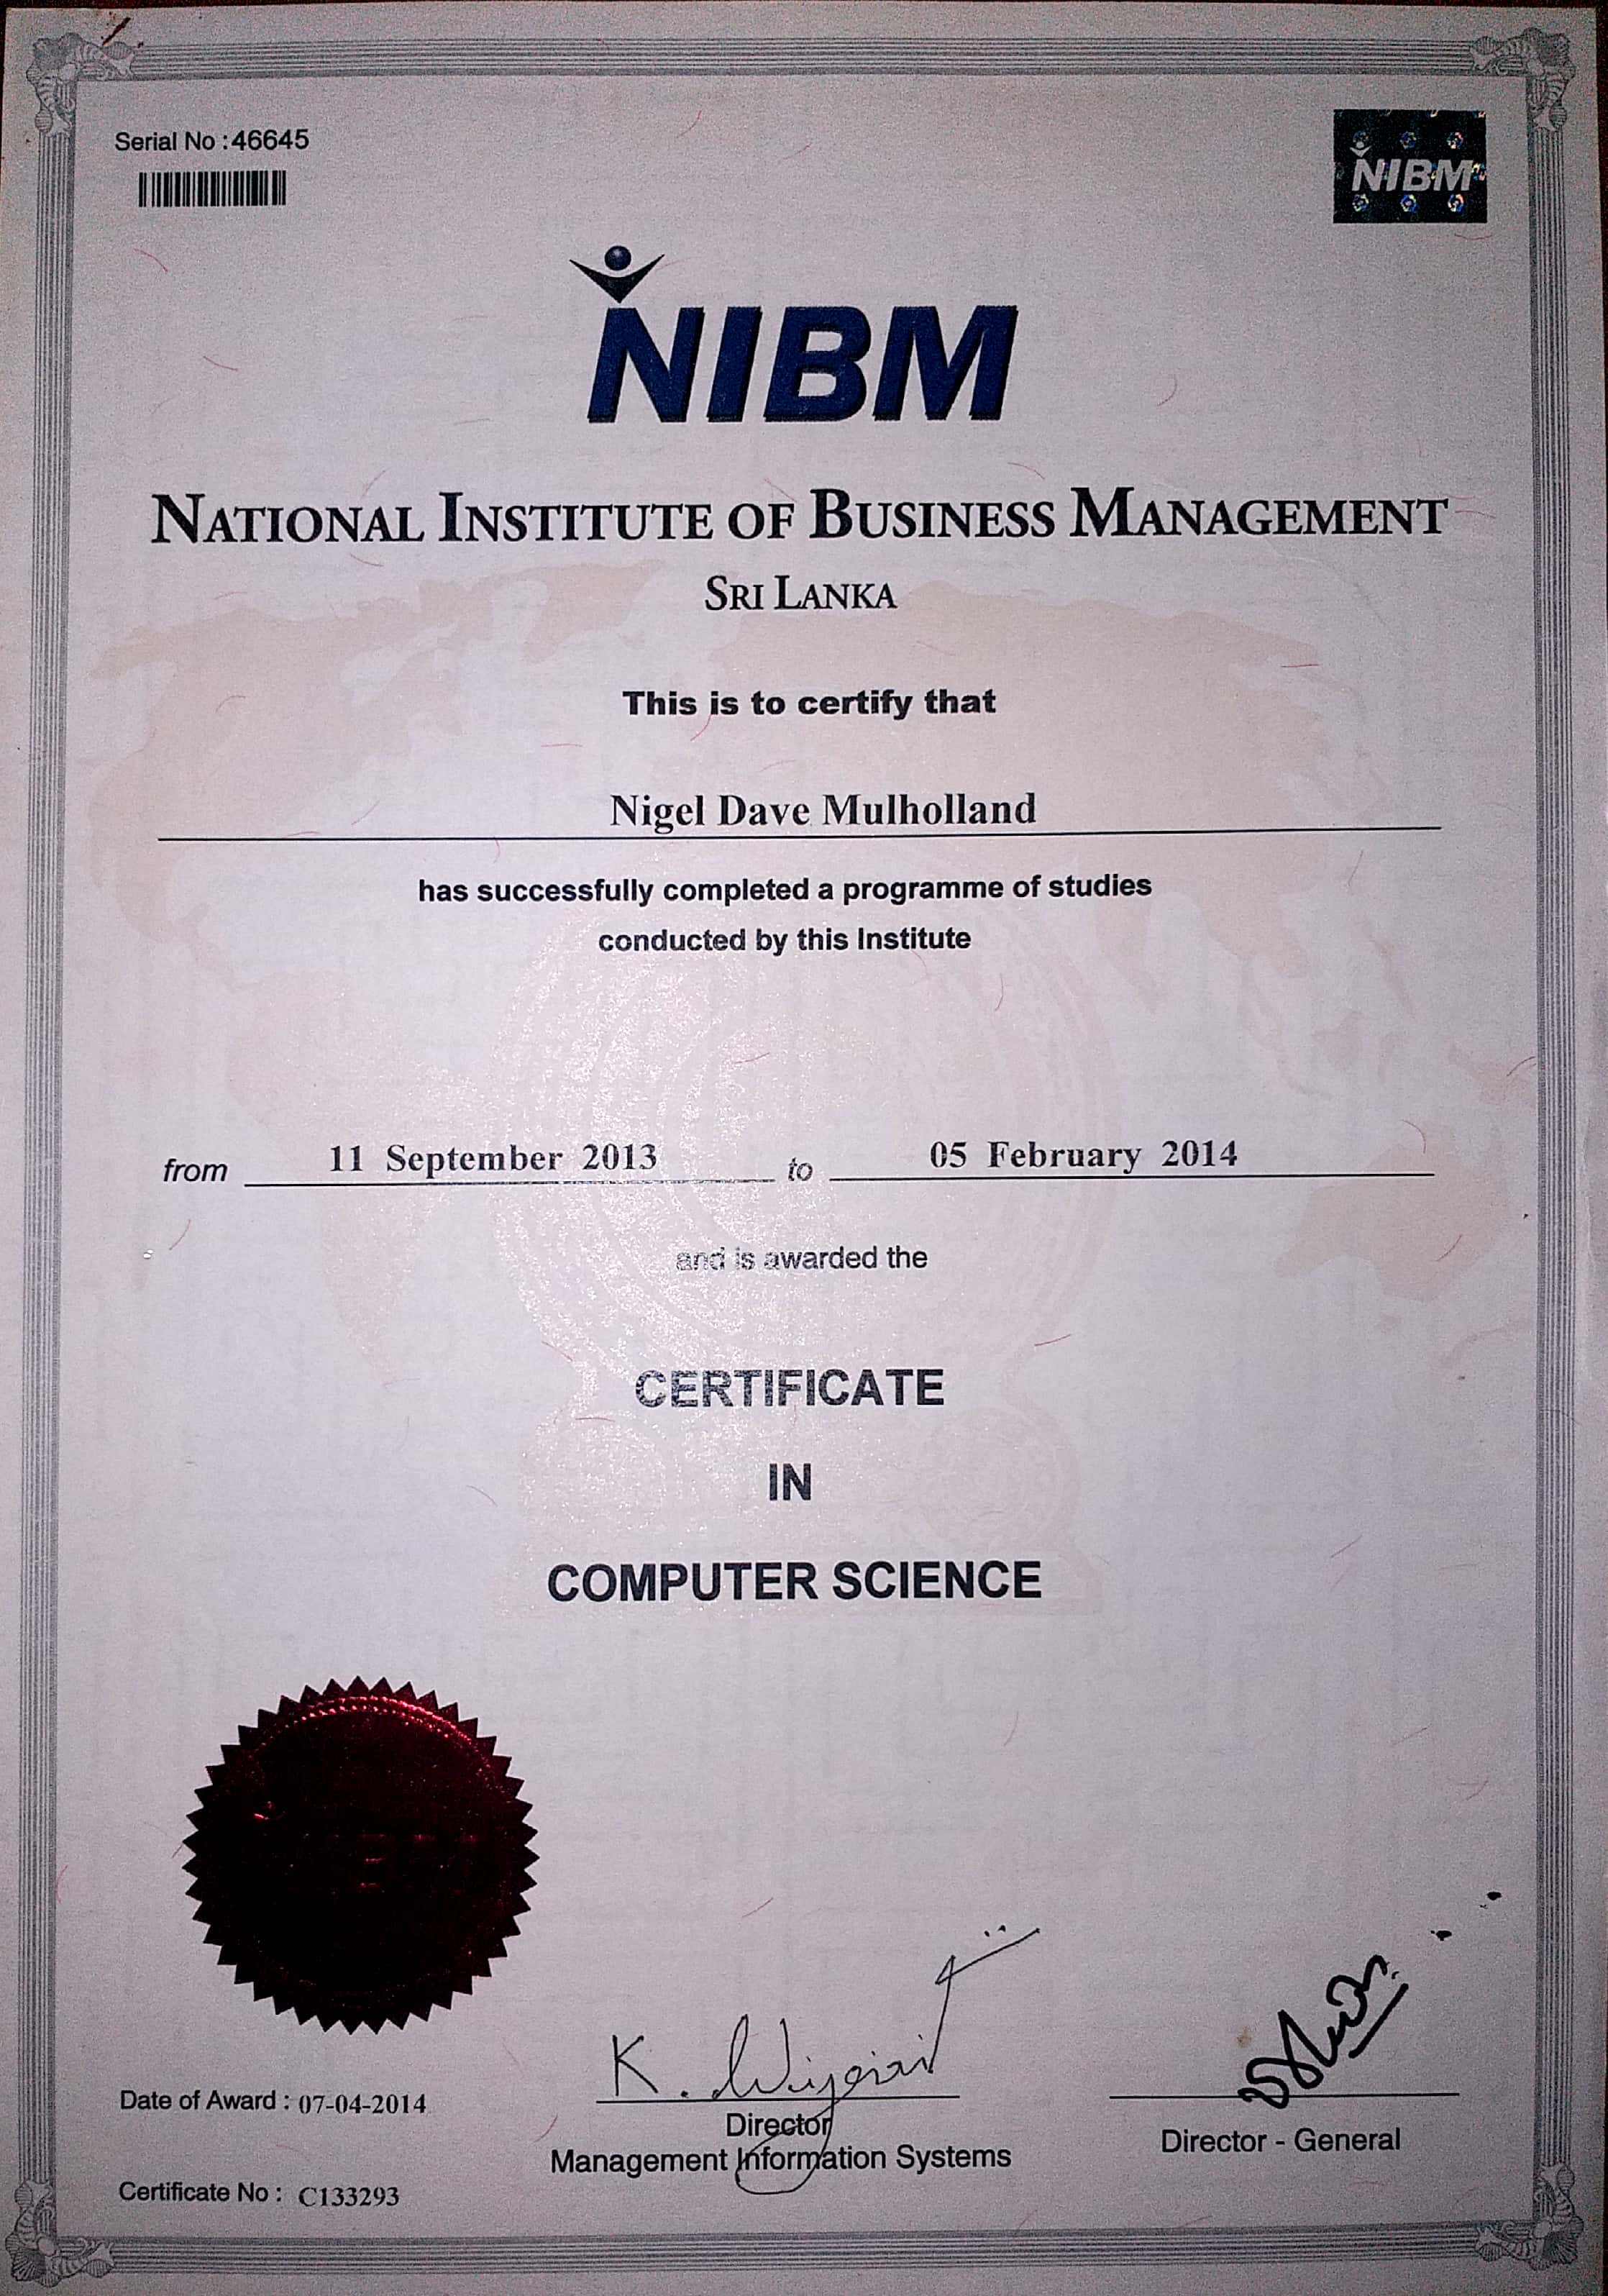 Serial No : 46645
NIBM
NIBM
NATIONAL INSTITUTE OF BUSINESS MANAGEMENT
SRI LANKA
This is to certify that
Nigel Dave Mulholland
has successfully completed a programme of studies
conducted by this Institute
from 11 September 2013 to 05 February 2014
and is awarded the
CERTIFICATE
IN
COMPUTER SCIENCE
K.
Date of Award : 07-04-2014
Director
Management Information Systems
Director - General
Certificate No : C133293